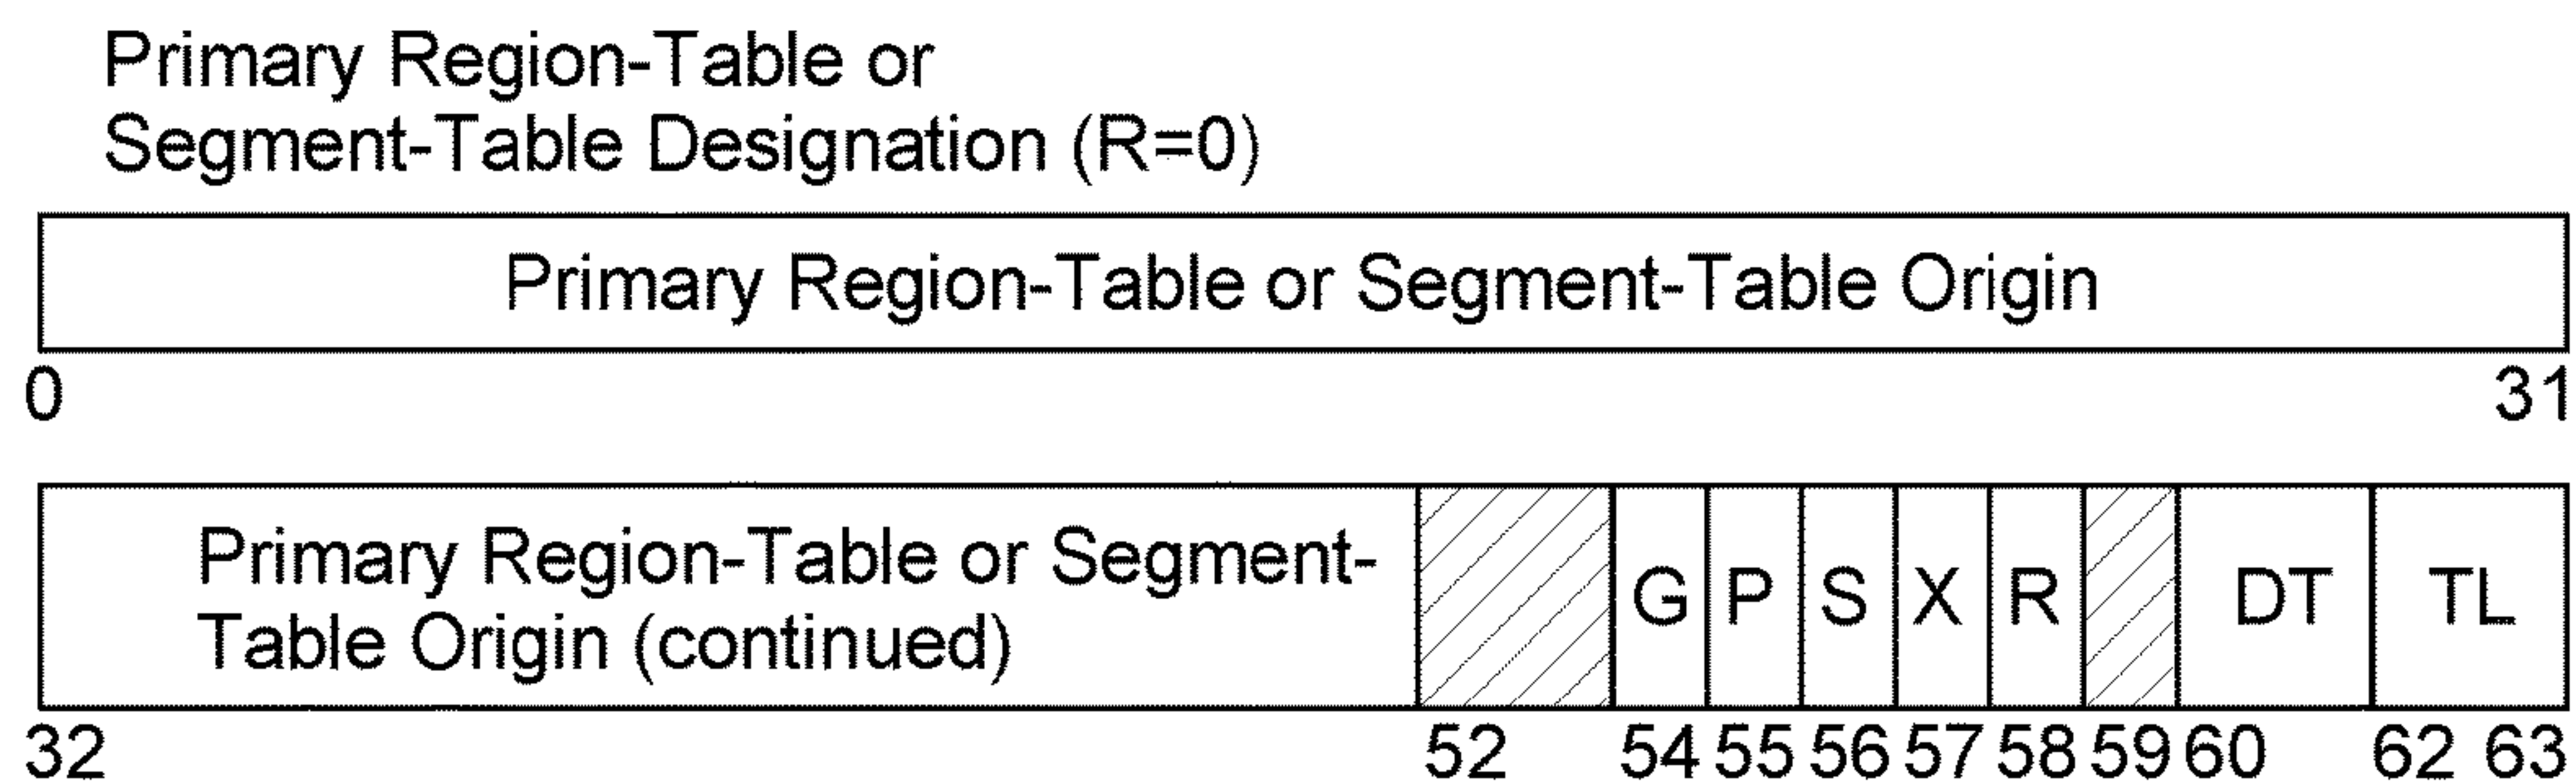 Primary Region-Table or
Segment-Table Designation (R=0)
Primary Region-Table or Segment-Table Origin
0 31
Primary Region-Table or Segment-
Table Origin (continued)
G P S X R DT TL
32 52 54 55 56 57 58 59 60 62 63